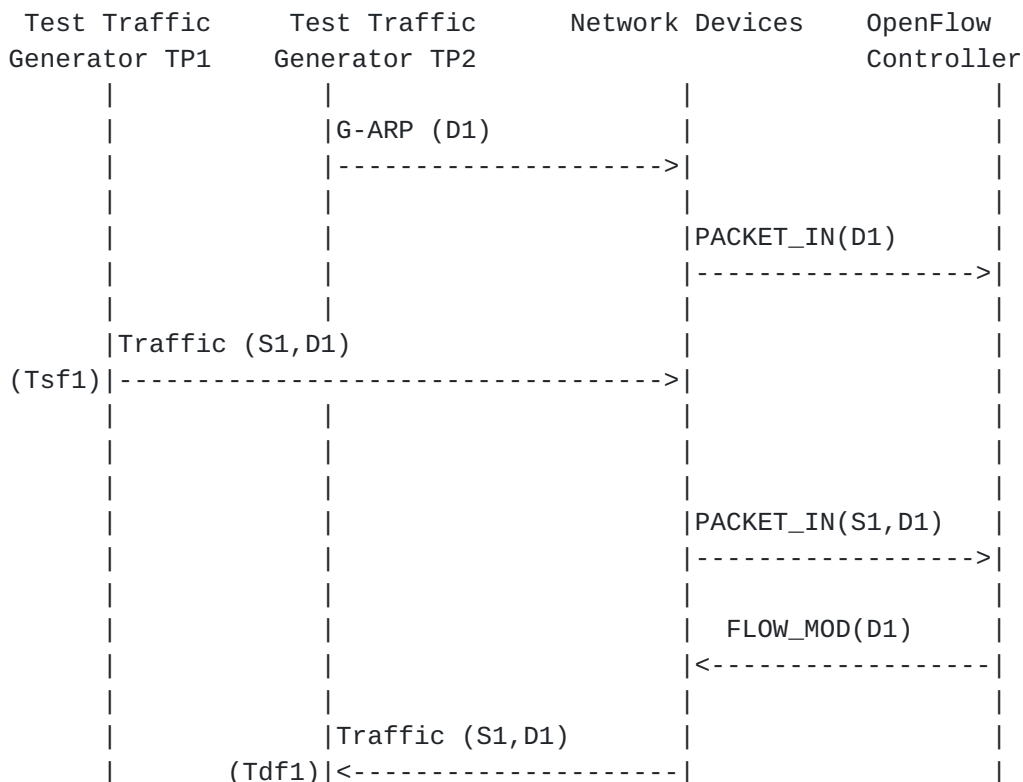 Test Traffic Test Traffic Network Devices OpenFlow
Generator TP1 Generator TP2 Controller
G-ARP (D1)
PACKET_IN(D1)
Traffic (S1,D1)
(Tsf1)
PACKET_IN(S1,D1)
FLOW_MOD(D1)
Traffic (S1,D1)
(Tdf1)